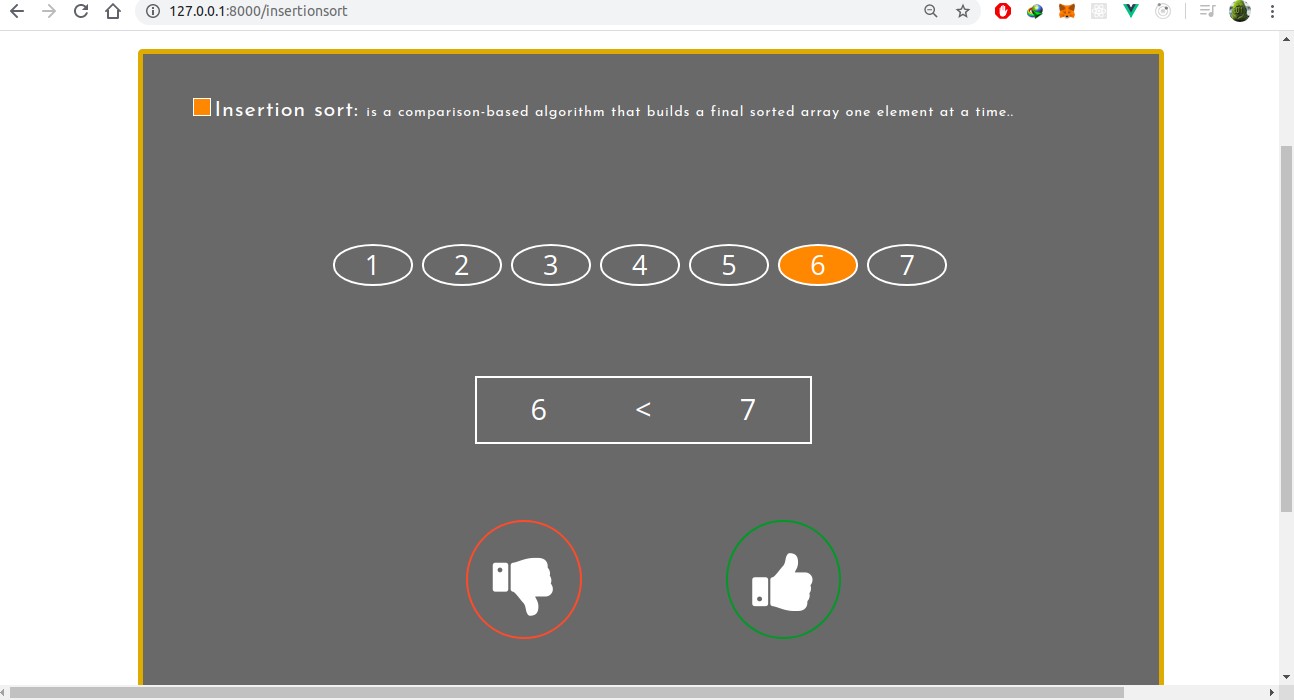 127.0.0.1:8000/insertionsort
Insertion sort: is a comparison-based algorithm that builds a final sorted array one element at a time..
1 2 3 4 5 6 7
6 < 7